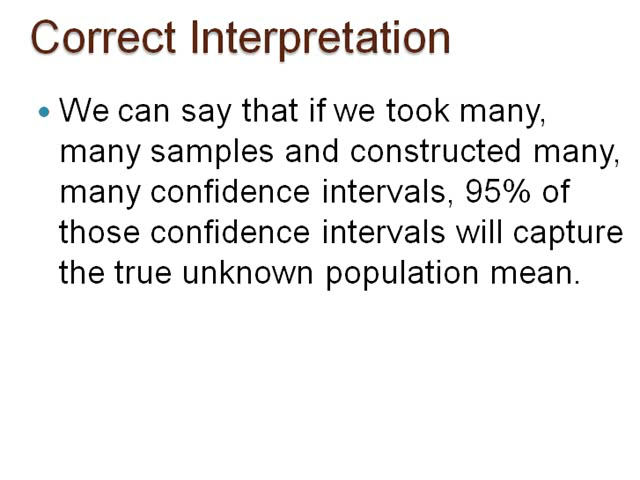 Correct Interpretation
• We can say that if we took many,
many samples and constructed many,
many confidence intervals, 95% of
those confidence intervals will capture
the true unknown population mean.